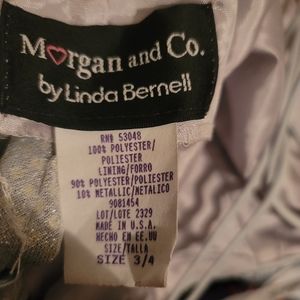 M♡rgan and Co.
by Linda Bernell
RN# 53048
100% POLYESTER/
POLIESTER
LINING/FORRO
90% POLYESTER/POLIESTER
10% METALLIC/METALICO
9081454
LOT/LOTE 2329
MADE IN U.S.A.
HECHO EN EE.UU
SIZE/TALLA
SIZE 3/4